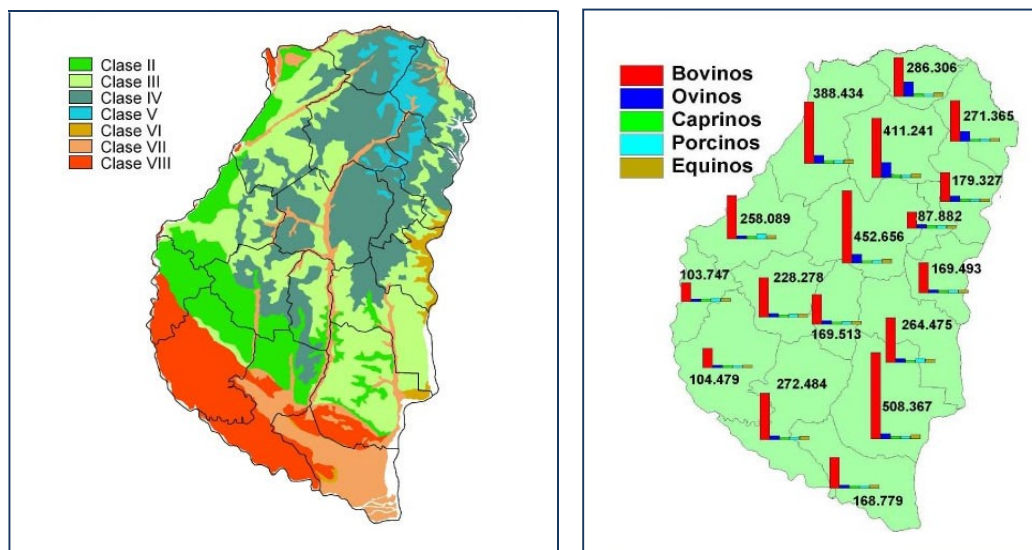 Clase II
Clase III
Clase IV
Clase V
Clase VI
Clase VII
Clase VIII
Bovinos
Ovinos
Caprinos
Porcinos
Equinos
286.306
388.434
271.365
411.241
179.327
87.882
258.089
452.656
169.493
103.747
228.278
169.513
264.475
104.479
272.484
508.367
168.779